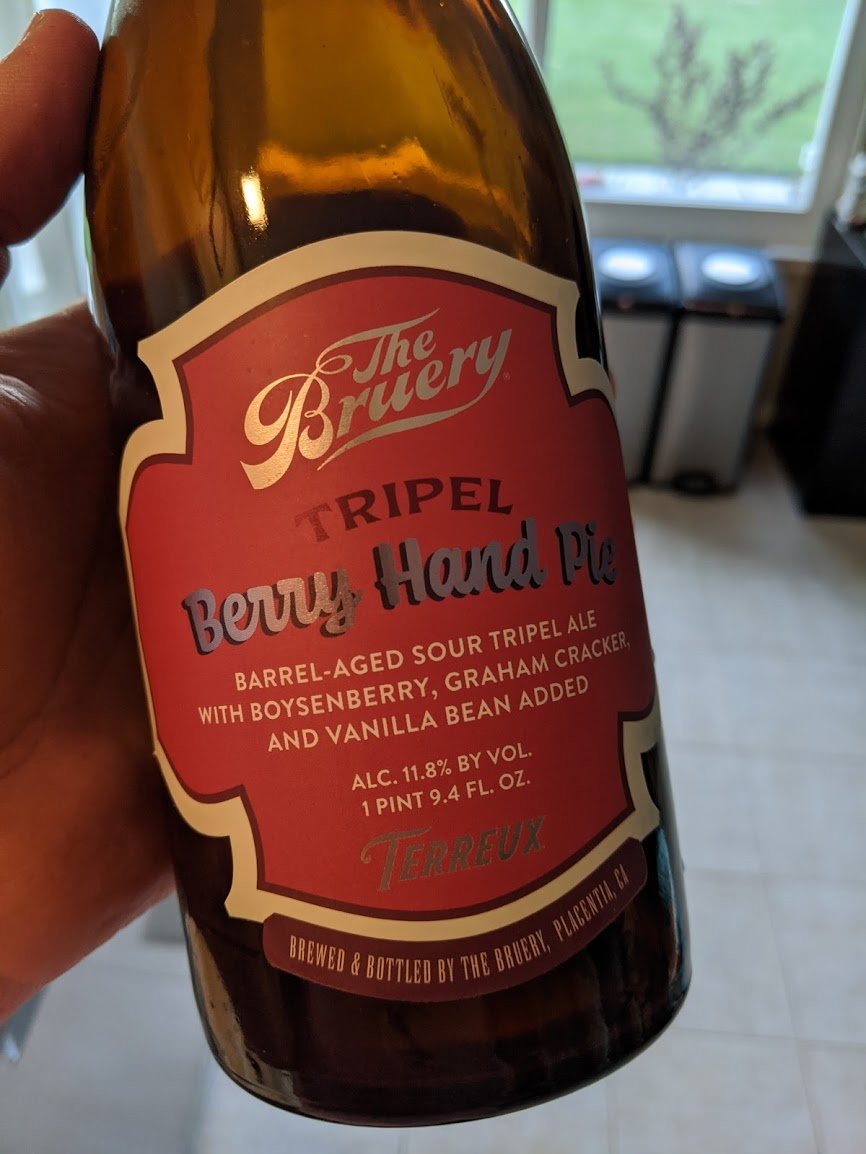 The
Bruery
TRIPEL
Berry Hand Pie
BARREL-AGED SOUR TRIPEL ALE
WITH BOYSENBERRY, GRAHAM CRACKER,
AND VANILLA BEAN ADDED
ALC. 11.8% BY VOL.
1 PINT 9.4 FL. OZ.
TERREUX
BREWED & BOTTLED BY THE BRUERY, PLACENTIA, CA